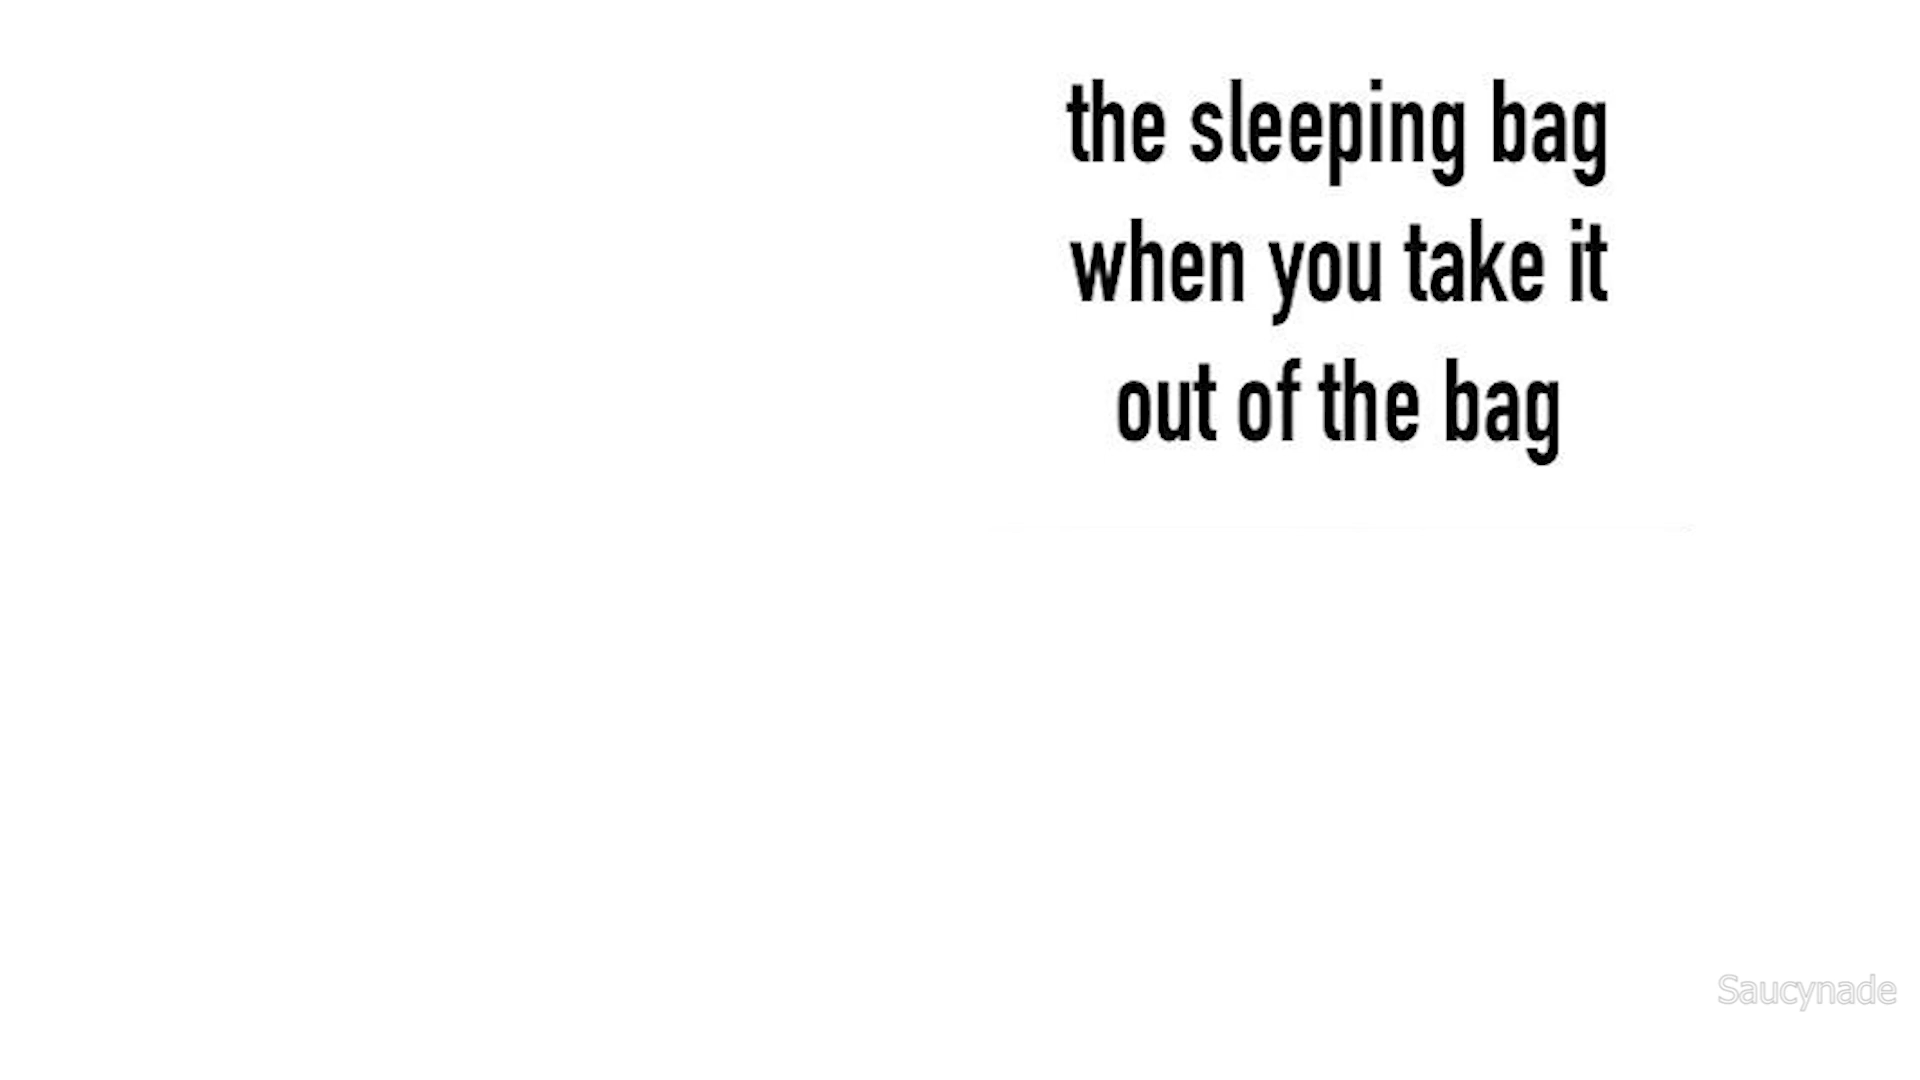 the sleeping bag
when you take it
out of the bag
Saucynade